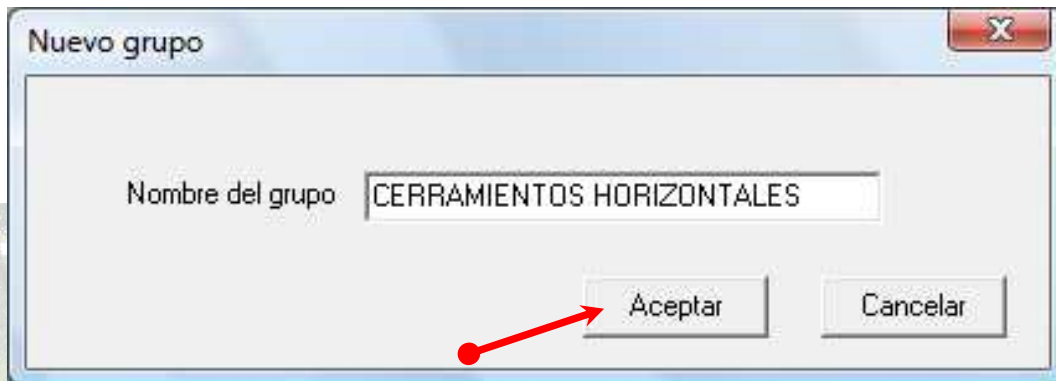 Nuevo grupo
Nombre del grupo CERRAMIENTOS HORIZONTALES
Aceptar Cancelar